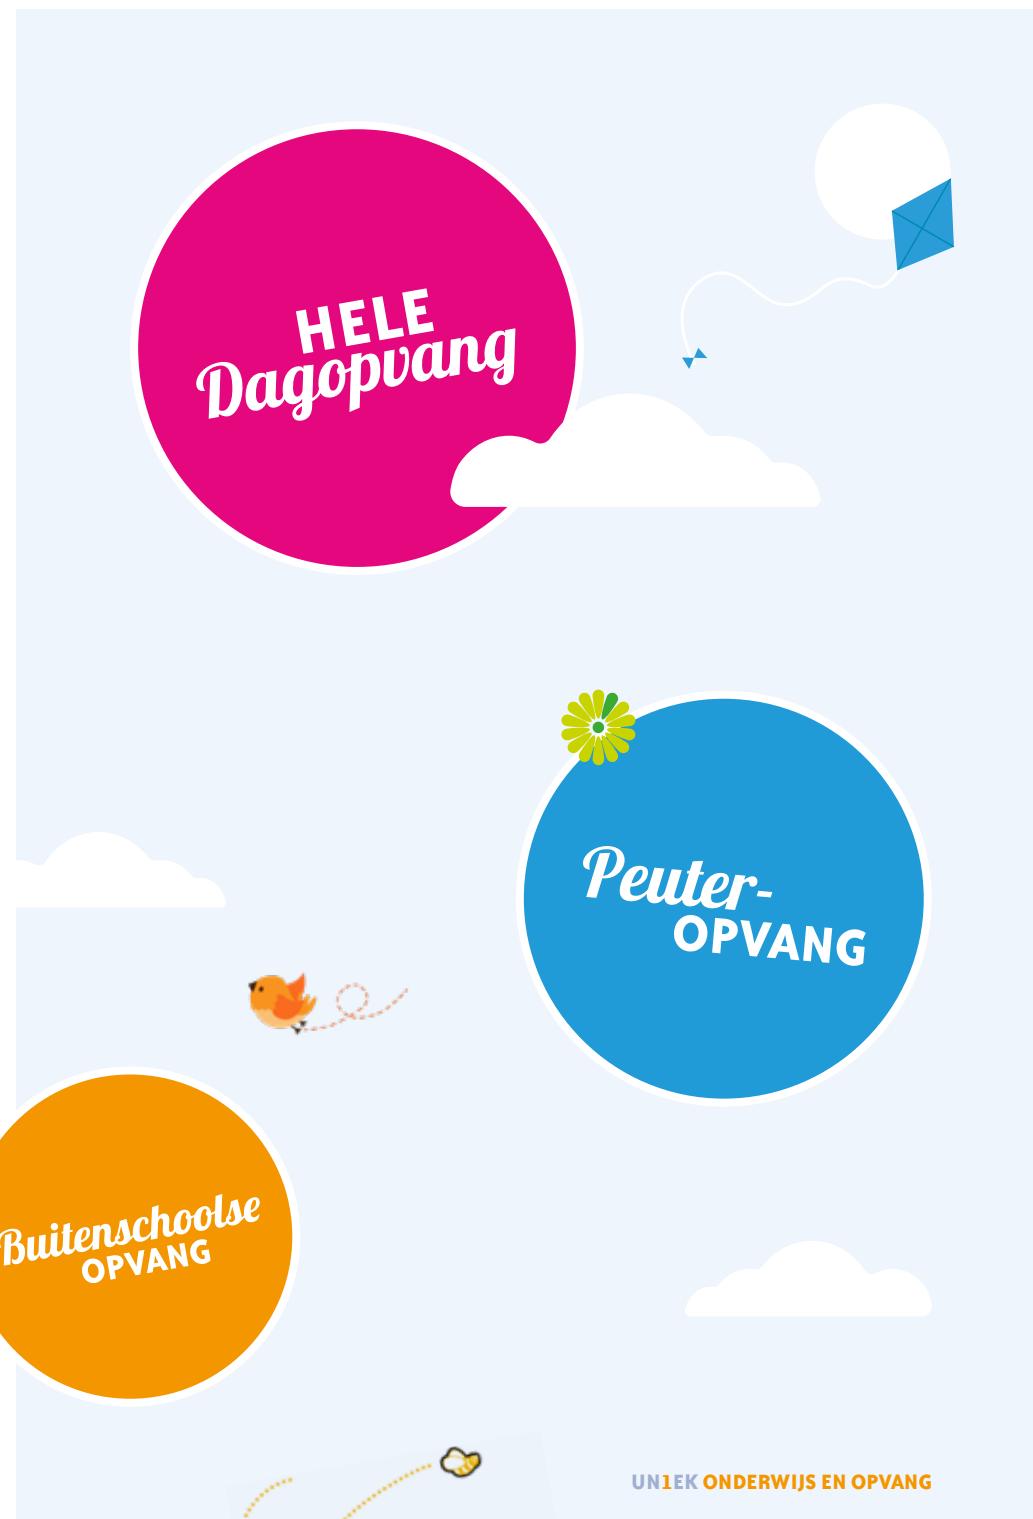 HELE
Dagopvang
Peuter-
OPVANG
Buitenschoolse
OPVANG
UN1EK ONDERWIJS EN OPVANG